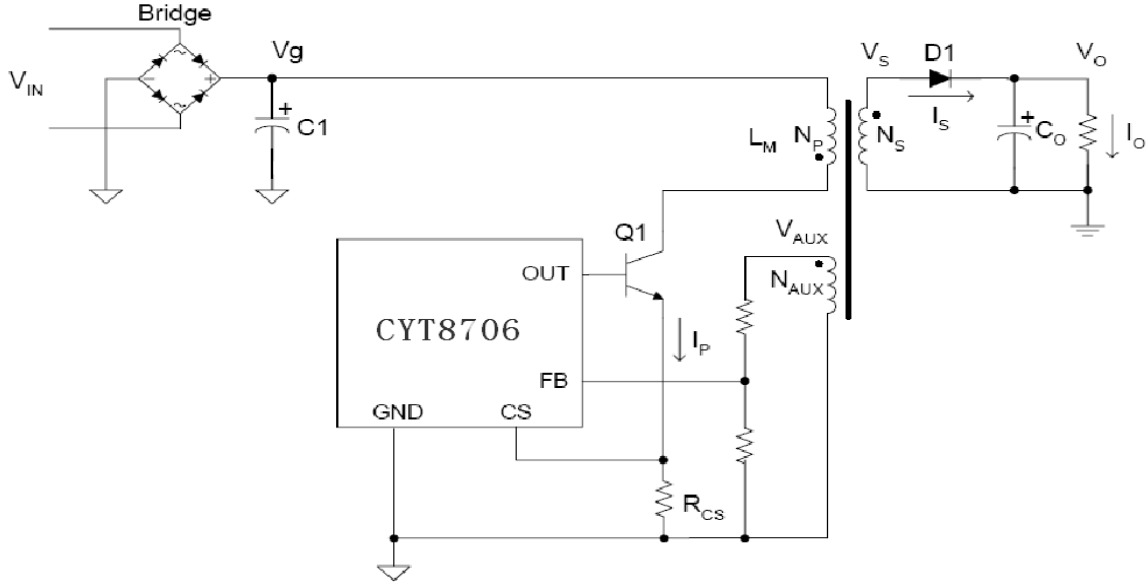 Bridge
V_IN
Vg
+
C1
L_M
N_P
V_S
D1
I_S
N_S
+
C_O
V_O
I_O
Q1
V_AUX
N_AUX
OUT
CYT8706
I_P
FB
GND
CS
R_CS